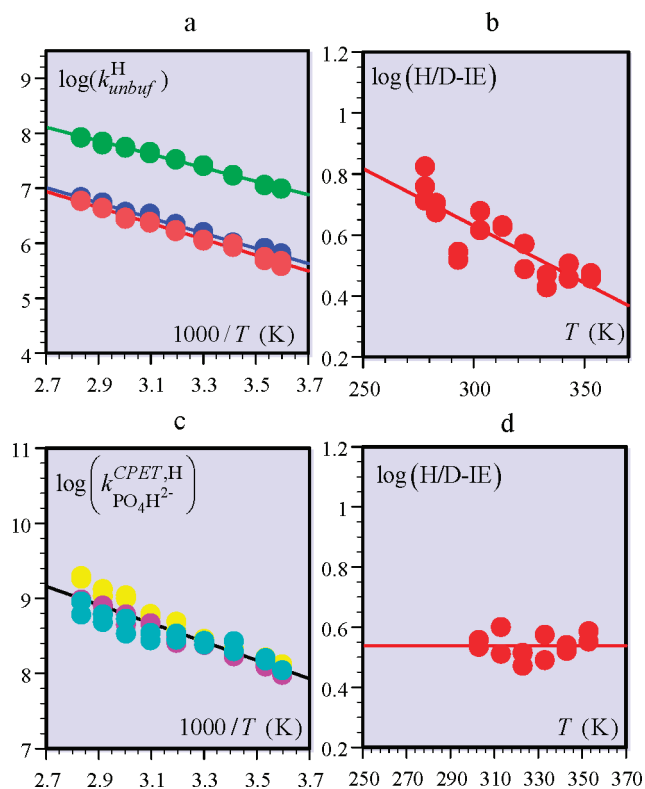 a
log(k^H_unbuf)
9
8
7
6
5
4
1000/T (K)
2.7 2.9 3.1 3.3 3.5 3.7
b
log(H/D-IE)
1.2
1
0.8
0.6
0.4
0.2
T (K)
250 300 350
c
log(k^CPET,H_PO4H2-)
11
10
9
8
7
1000/T (K)
2.7 2.9 3.1 3.3 3.5 3.7
d
log(H/D-IE)
1.2
1
0.8
0.6
0.4
0.2
T (K)
250 270 290 310 330 350 370